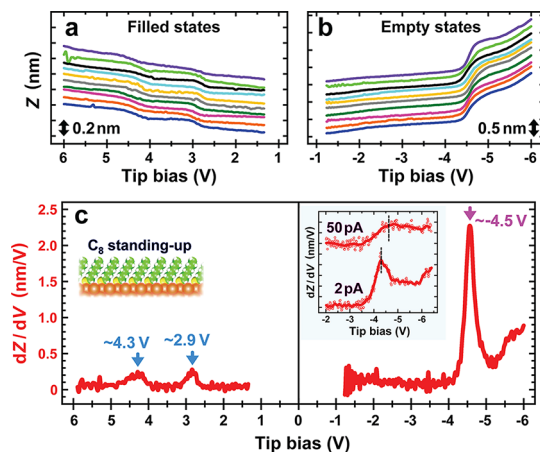 a Filled states
b Empty states
Z (nm)
0.2 nm
0.5 nm
6 5 4 3 2 1
-1 -2 -3 -4 -5 -6
Tip bias (V)
Tip bias (V)
c
2.5
2.0
1.5
1.0
0.5
0
dZ/dV (nm/V)
C8 standing-up
~4.3 V
~2.9 V
~-4.5 V
50 pA
2 pA
dZ/dV
-2 -3 -4 -5 -6
Tip bias (V)
6 5 4 3 2 1 0 -1 -2 -3 -4 -5 -6
Tip bias (V)